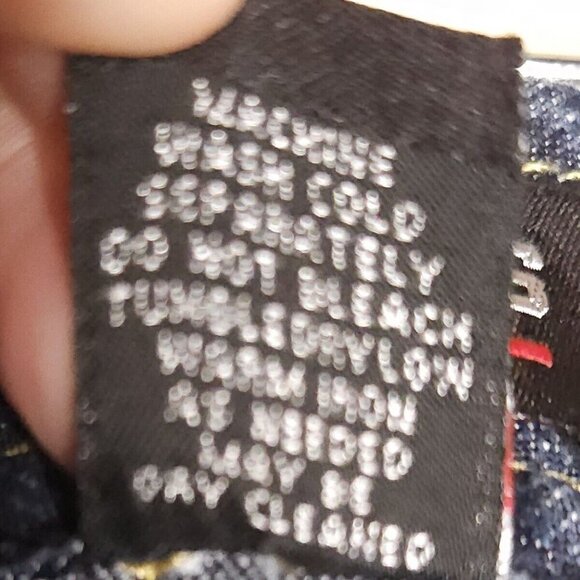 MACHINE
WASH COLD
SEPARATELY
DO NOT BLEACH
TUMBLE DRY LOW
WARM IRON
AS NEEDED
MAY BE
DRY CLEANED